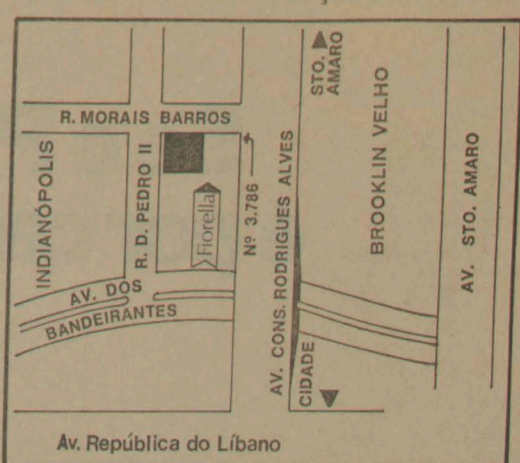 STO.
AMARO
R. MORAIS BARROS
INDIANÓPOLIS
R. D. PEDRO II
Fiorella
Nº 3.786
AV. CONS. RODRIGUES ALVES
BROOKLIN VELHO
AV. STO. AMARO
AV. DOS
BANDEIRANTES
CIDADE
Av. República do Líbano